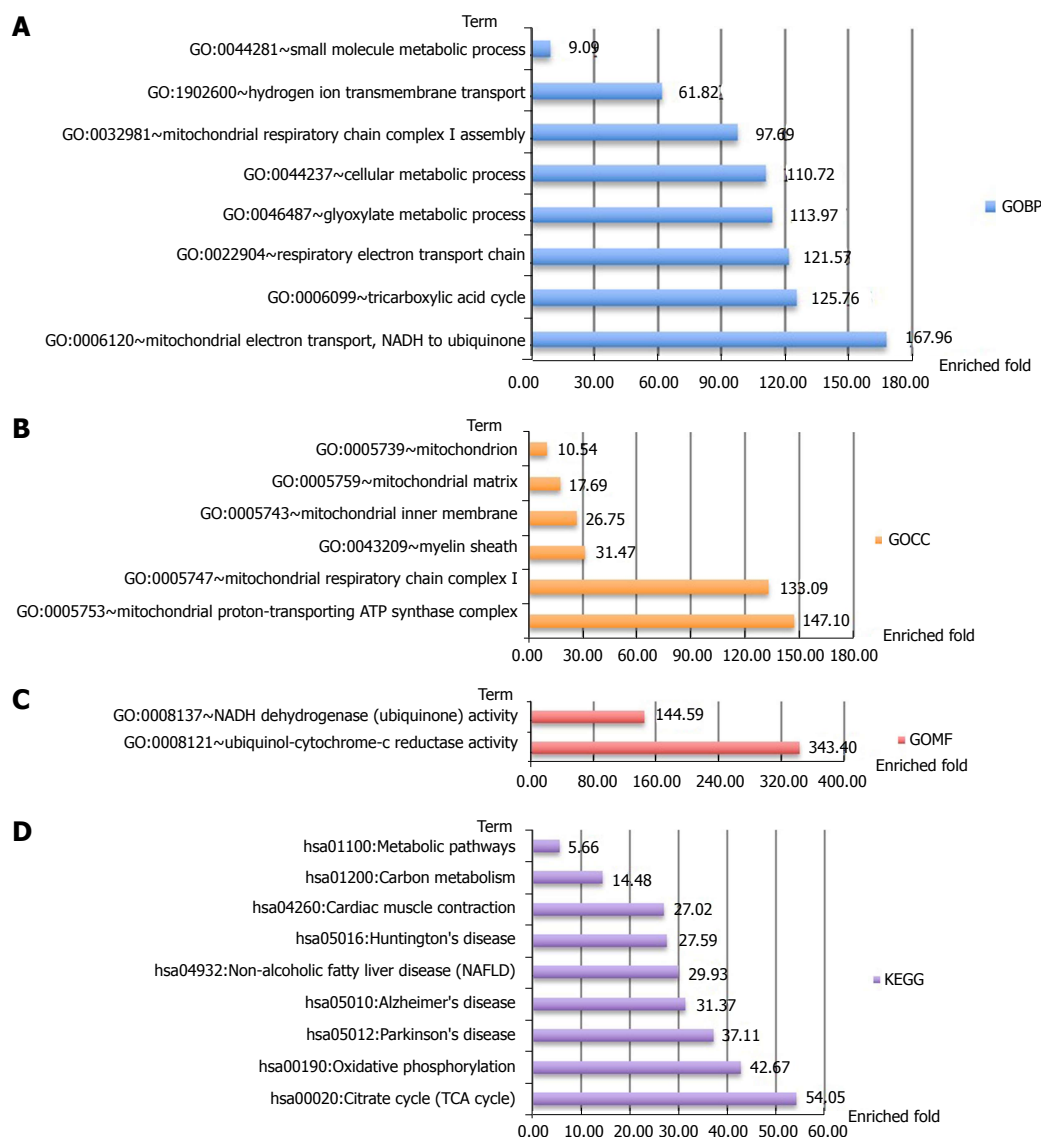 A
Term
GO:0044281~small molecule metabolic process 9.09
GO:1902600~hydrogen ion transmembrane transport 61.82
GO:0032981~mitochondrial respiratory chain complex I assembly 97.69
GO:0044237~cellular metabolic process 110.72
GO:0046487~glyoxylate metabolic process 113.97
GOBP
GO:0022904~respiratory electron transport chain 121.57
GO:0006099~tricarboxylic acid cycle 125.76
GO:0006120~mitochondrial electron transport, NADH to ubiquinone 167.96
Enriched fold
0.00 30.00 60.00 90.00 120.00 150.00 180.00
B
Term
GO:0005739~mitochondrion 10.54
GO:0005759~mitochondrial matrix 17.69
GO:0005743~mitochondrial inner membrane 26.75
GOCC
GO:0043209~myelin sheath 31.47
GO:0005747~mitochondrial respiratory chain complex I 133.09
GO:0005753~mitochondrial proton-transporting ATP synthase complex 147.10
Enriched fold
0.00 30.00 60.00 90.00 120.00 150.00 180.00
C
Term
GO:0008137~NADH dehydrogenase (ubiquinone) activity 144.59
GO:0008121~ubiquinol-cytochrome-c reductase activity 343.40
GOMF
Enriched fold
0.00 80.00 160.00 240.00 320.00 400.00
D
Term
hsa01100:Metabolic pathways 5.66
hsa01200:Carbon metabolism 14.48
hsa04260:Cardiac muscle contraction 27.02
hsa05016:Huntington's disease 27.59
hsa04932:Non-alcoholic fatty liver disease (NAFLD) 29.93
KEGG
hsa05010:Alzheimer's disease 31.37
hsa05012:Parkinson's disease 37.11
hsa00190:Oxidative phosphorylation 42.67
hsa00020:Citrate cycle (TCA cycle) 54.05
Enriched fold
0.00 10.00 20.00 30.00 40.00 50.00 60.00